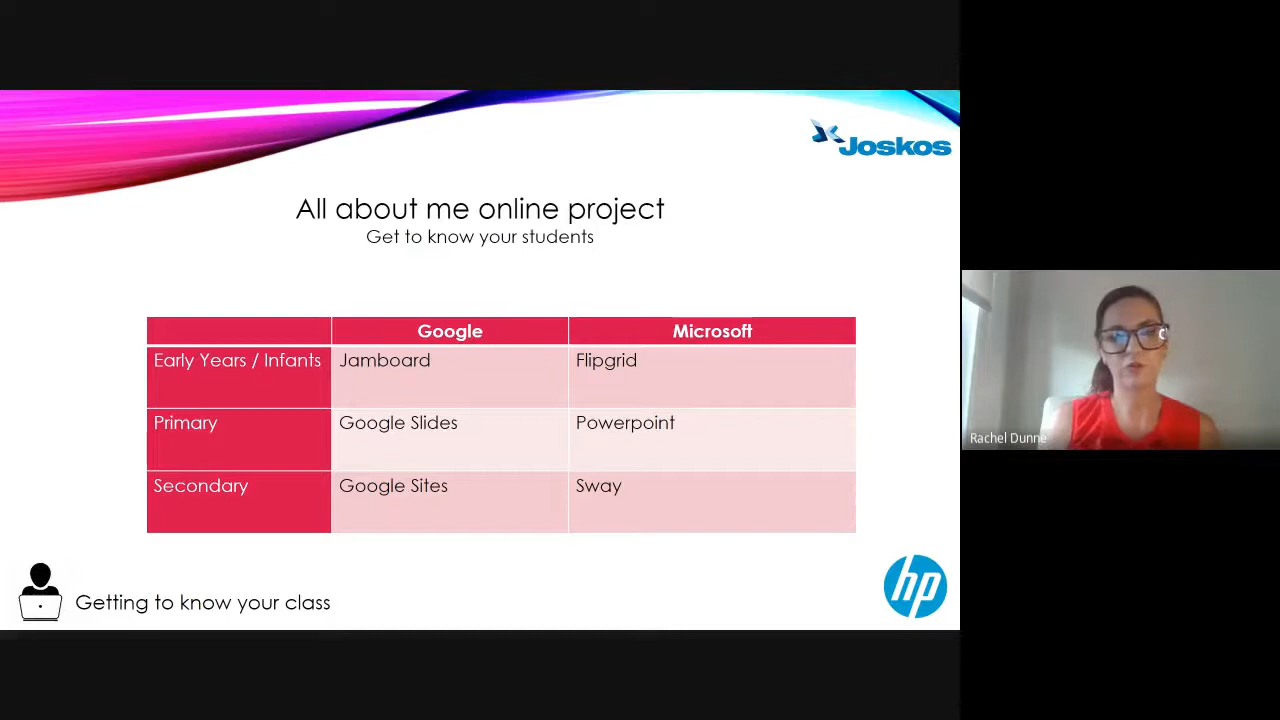 Joskos
All about me online project
Get to know your students
Google Microsoft
Early Years / Infants Jamboard Flipgrid
Primary Google Slides Powerpoint
Secondary Google Sites Sway
Rachel Dunne
Getting to know your class
hp